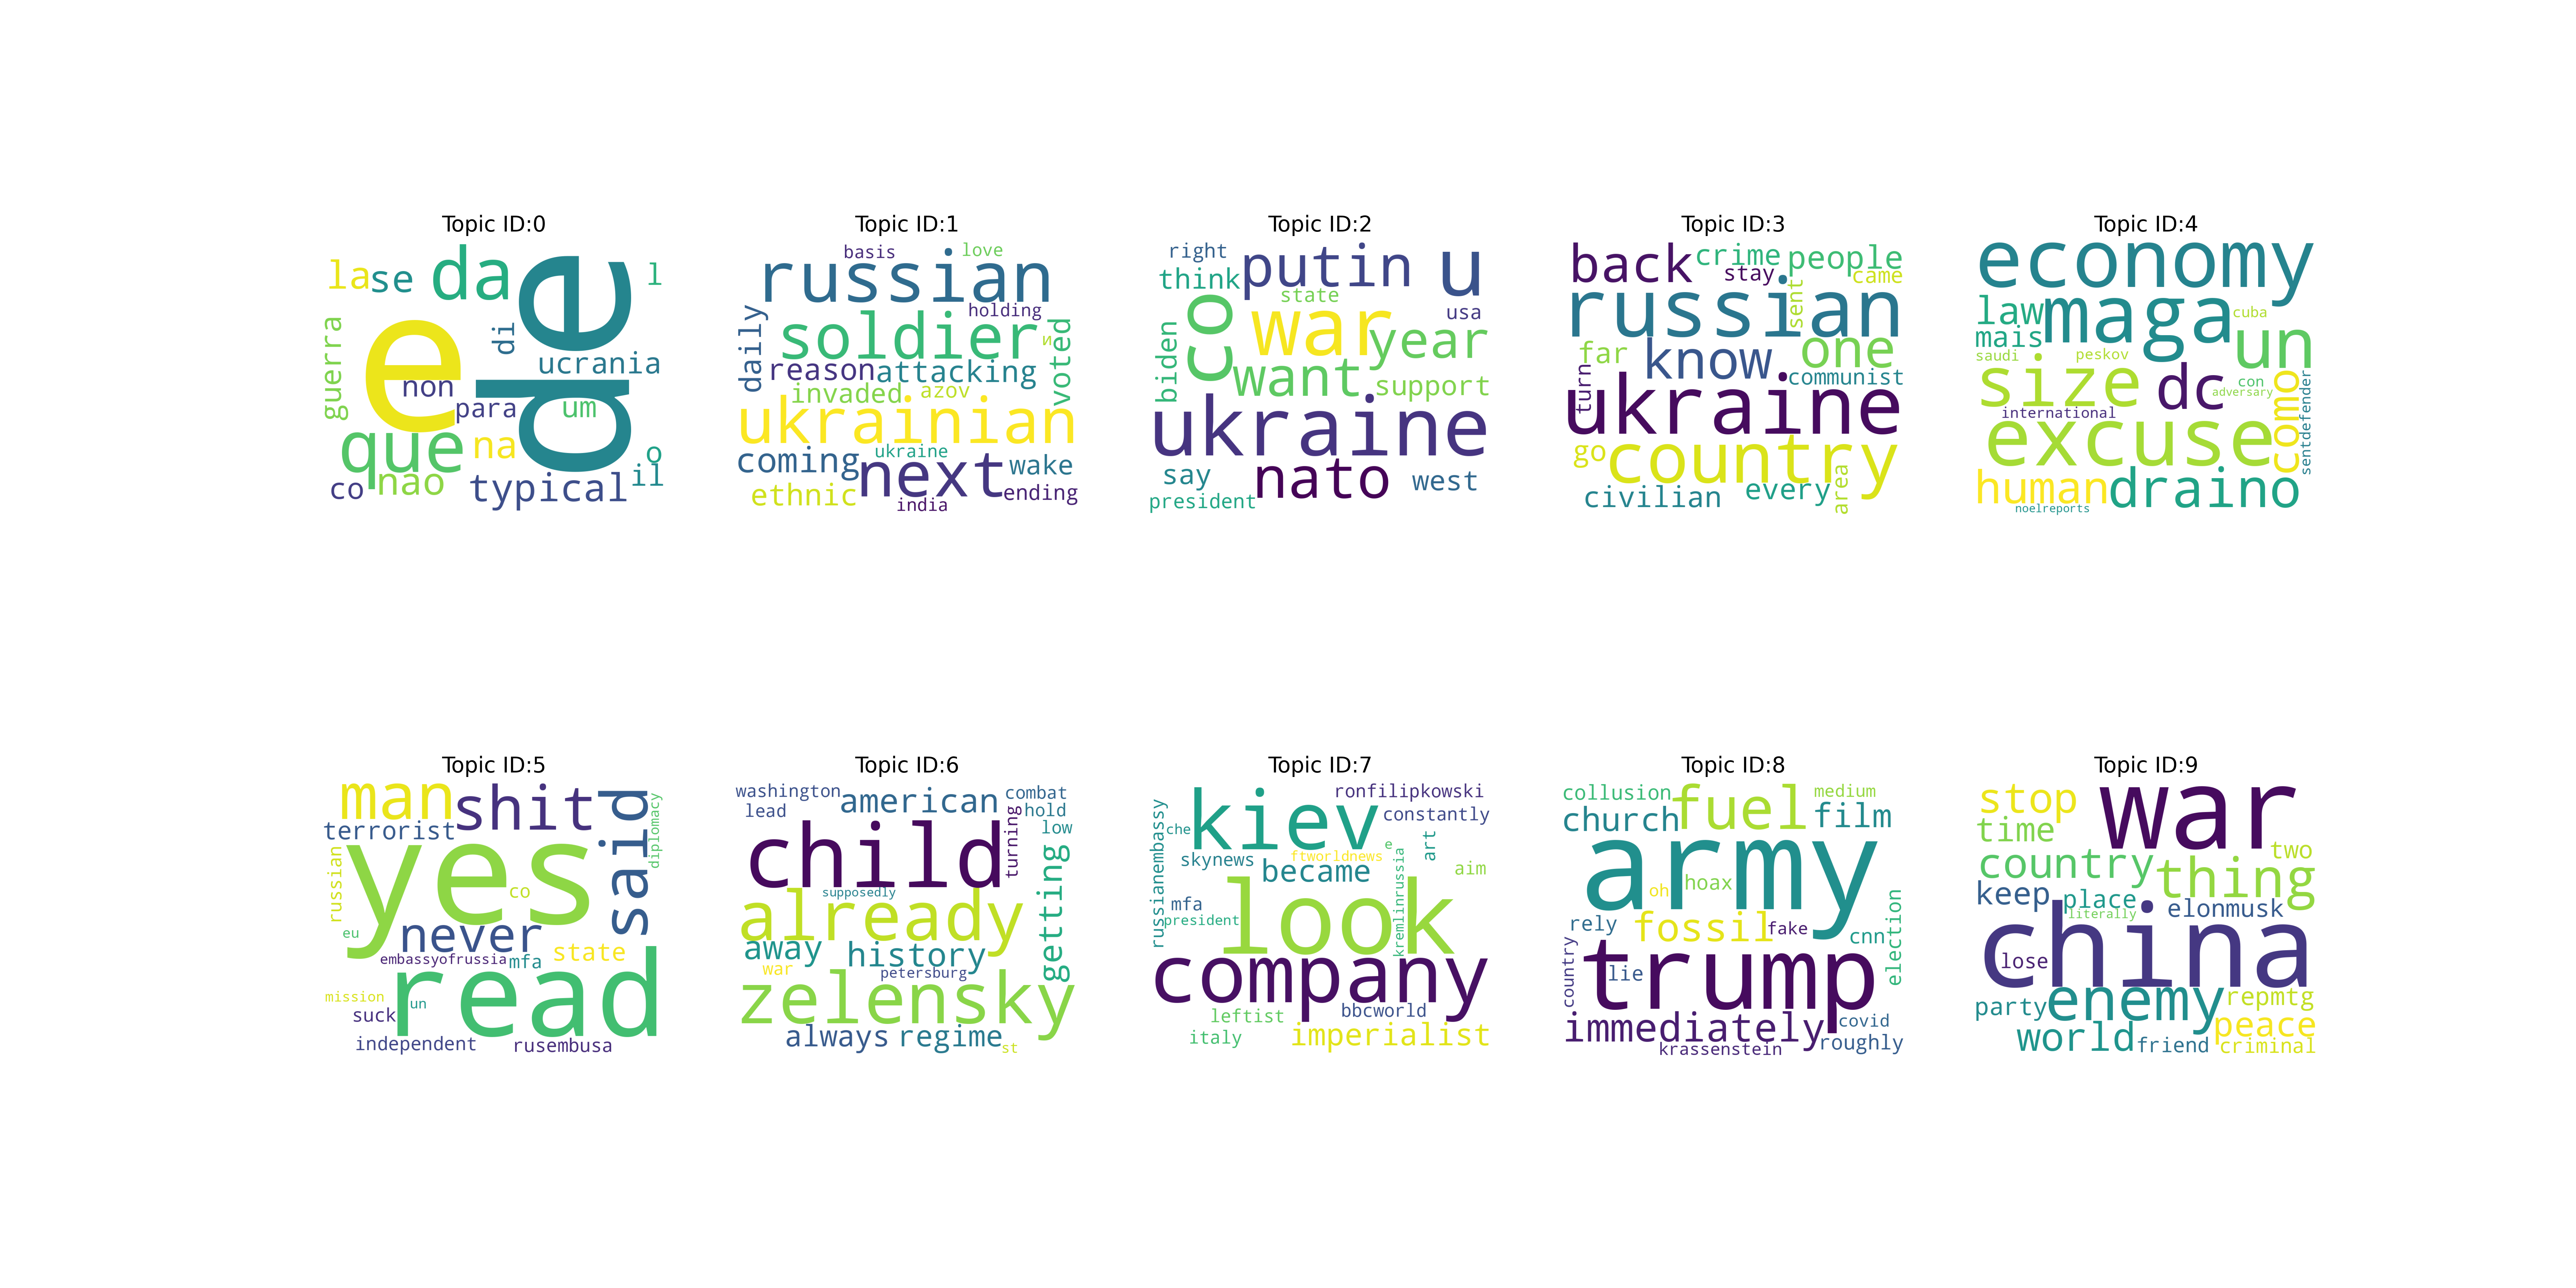 Topic ID:0
la
se
da
l
de
e
guerra
di
non
ucrania
para
um
que
na
o
co
nao
typical
il
Topic ID:1
basis
love
russian
holding
daily
soldier
voted
reason
attacking
invaded
azov
ukrainian
coming
ukraine
next
wake
ethnic
india
ending
Topic ID:2
right
think
putin
u
state
usa
co
war
year
biden
want
support
ukraine
say
nato
west
president
Topic ID:3
back
crime
people
stay
came
russian
sent
far
know
one
turn
communist
ukraine
go
country
civilian
every
area
Topic ID:4
economy
law
maga
cuba
mais
un
saudi
peskov
size
dc
con
como
adversary
sentdefender
international
excuse
human
draino
noelreports
Topic ID:5
man
shit
said
terrorist
diplomacy
yes
russian
co
never
eu
state
embassyofrussia
mfa
read
mission
un
suck
independent
rusembusa
Topic ID:6
washington
american
combat
lead
hold
turning
low
child
supposedly
already
getting
away
history
war
petersburg
zelensky
always
regime
st
Topic ID:7
ronfilipkowski
kiev
constantly
russianembassy
che
skynews
ftworldnews
e
art
became
aim
mfa
president
look
kremlinrussia
company
bbcworld
leftist
italy
imperialist
Topic ID:8
collusion
fuel
medium
church
film
army
oh
hoax
rely
fossil
fake
cnn
election
country
lie
trump
immediately
covid
krassenstein
roughly
Topic ID:9
stop
war
time
two
country
thing
keep
place
literally
elonmusk
china
lose
party
enemy
repmtg
world
friend
peace
criminal